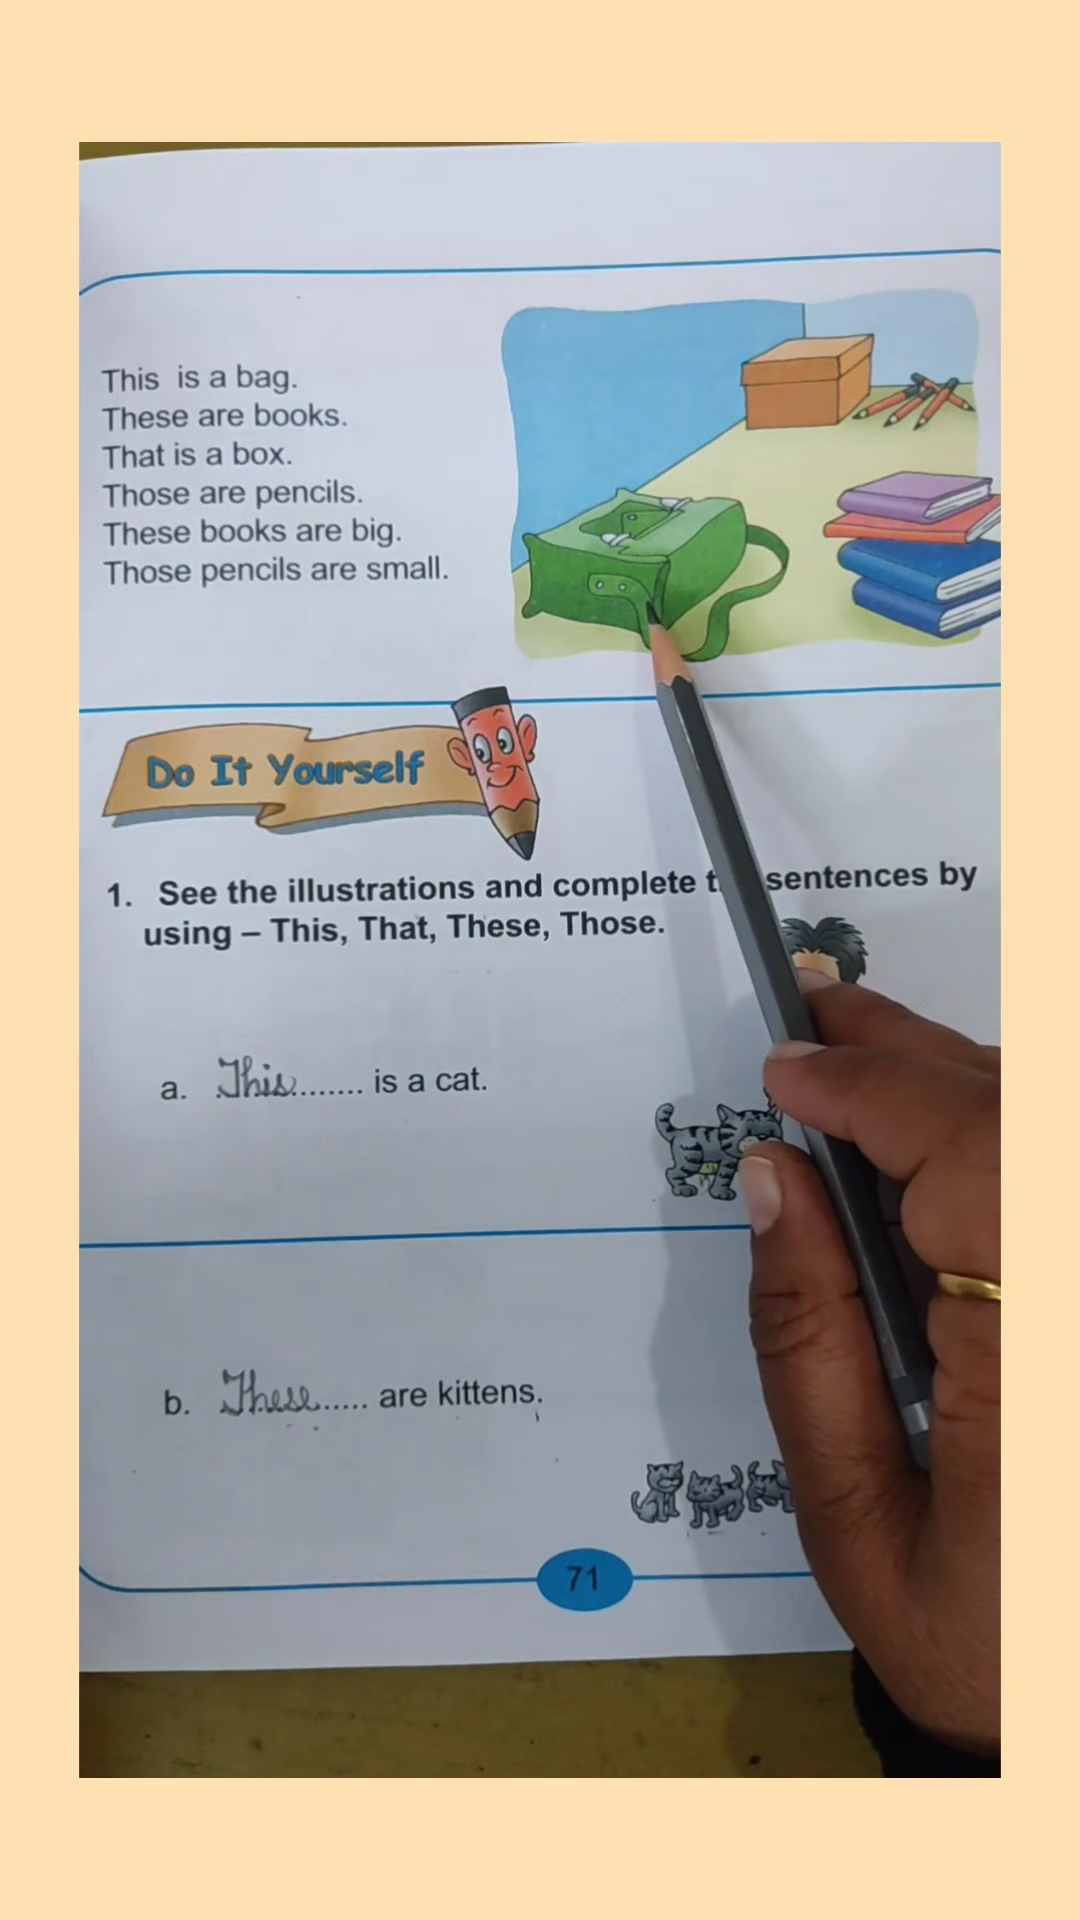 This is a bag.
These are books.
That is a box.
Those are pencils.
These books are big.
Those pencils are small.
Do It Yourself
1. See the illustrations and complete sentences by
using – This, That, These, Those.
a. This........ is a cat.
b. These..... are kittens.
71